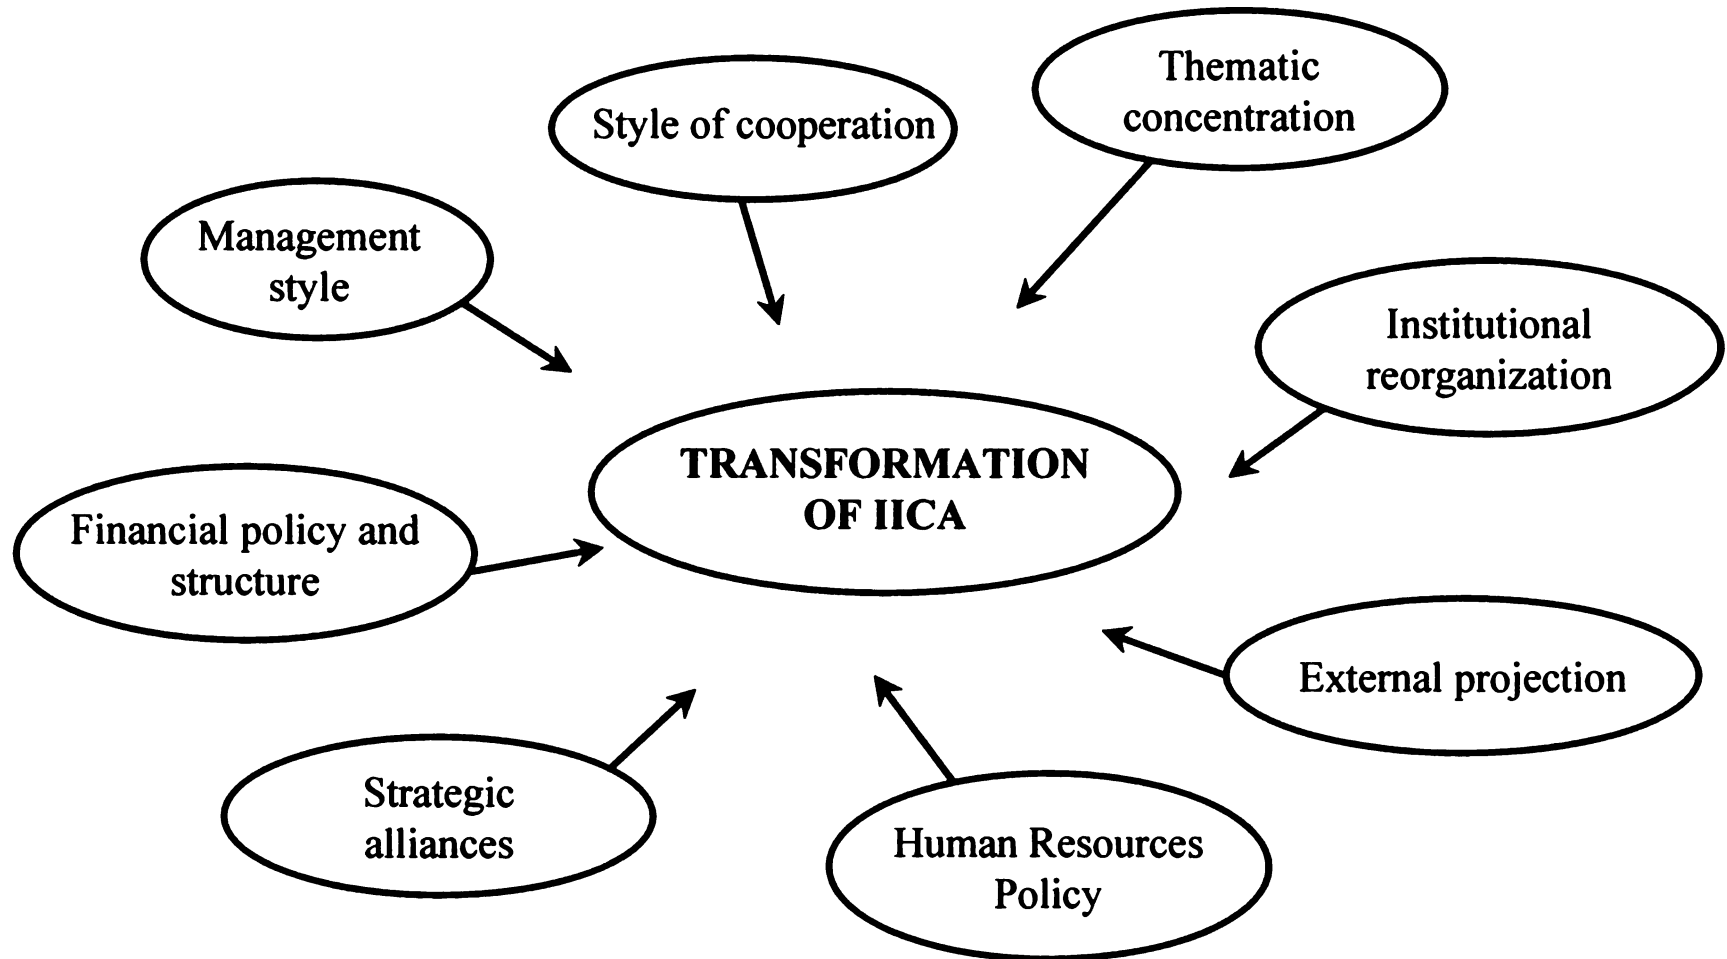 Thematic
concentration
Style of cooperation
Management
style
Institutional
reorganization
TRANSFORMATION
OF IICA
Financial policy and
structure
External projection
Strategic
alliances
Human Resources
Policy